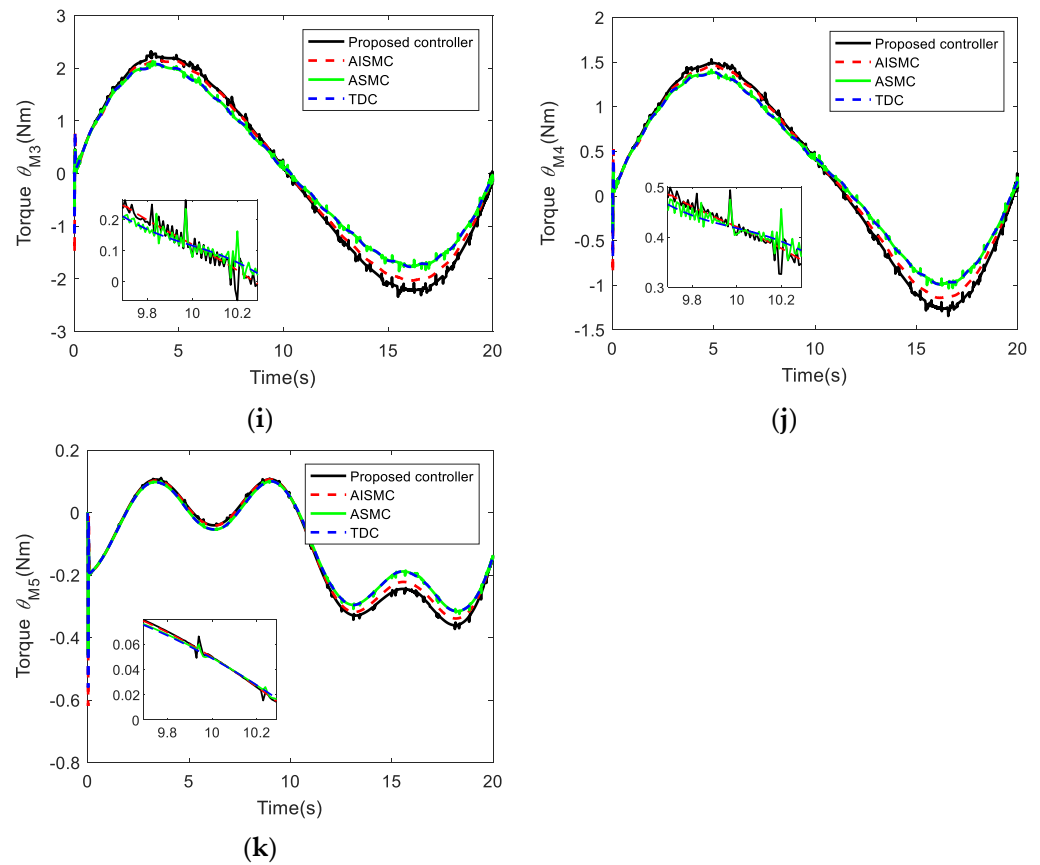 3
2
1
0
-1
-2
-3
Torque θM3(Nm)
Proposed controller
AISMC
ASMC
TDC
0.2
0.1
0
9.8 10 10.2
0 5 10 15 20
Time(s)
(i)
2
1.5
1
0.5
0
-0.5
-1
-1.5
Torque θM4(Nm)
Proposed controller
AISMC
ASMC
TDC
0.5
0.4
0.3
9.8 10 10.2
0 5 10 15 20
Time(s)
(j)
0.2
0
-0.2
-0.4
-0.6
-0.8
Torque θM5(Nm)
Proposed controller
AISMC
ASMC
TDC
0.06
0.04
0.02
0
9.8 10 10.2
0 5 10 15 20
Time(s)
(k)